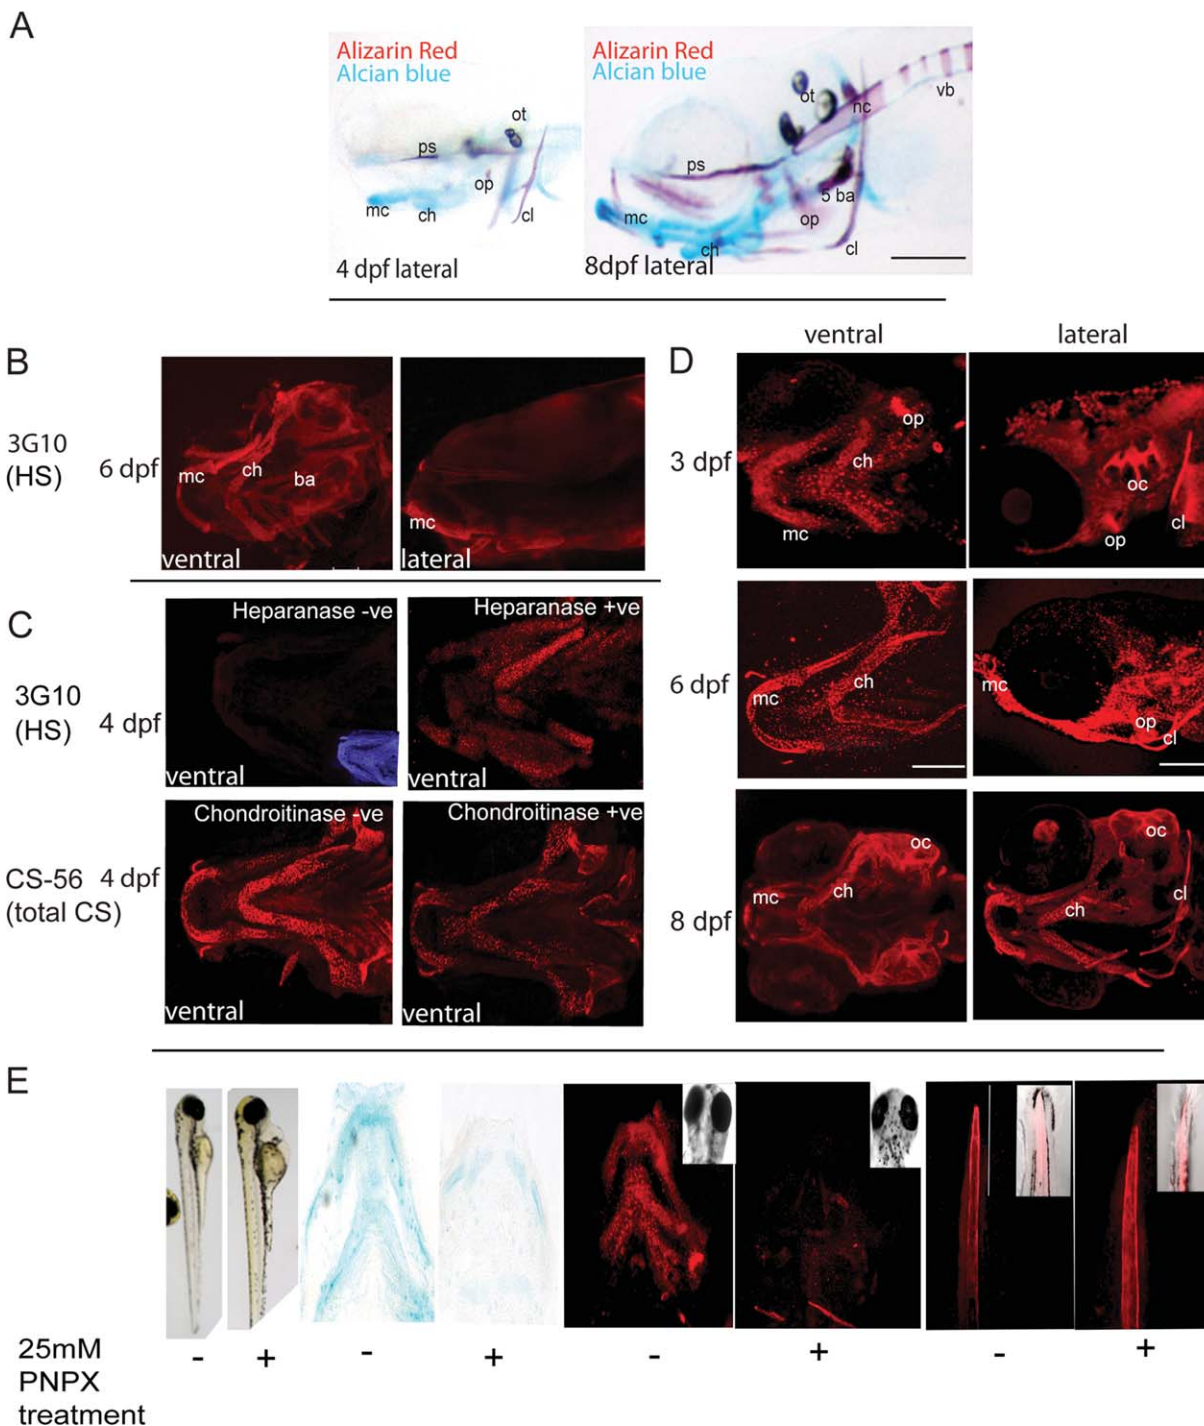 A
Alizarin Red
Alcian blue
ot
ps
op
mc
ch
cl
4 dpf lateral
Alizarin Red
Alcian blue
ot
nc
vb
ps
5 ba
mc
op
ch
cl
8dpf lateral
B
3G10
(HS)
6 dpf
mc
ch
ba
ventral
mc
lateral
C
3G10
(HS)
4 dpf
Heparanase -ve
ventral
Heparanase +ve
ventral
CS-56
(total CS)
4 dpf
Chondroitinase -ve
ventral
Chondroitinase +ve
ventral
D
ventral
lateral
3 dpf
op
ch
mc
oc
cl
op
6 dpf
mc
ch
mc
op
cl
8 dpf
oc
mc
ch
oc
cl
ch
E
25mM
PNPX
treatment
- + - + - + - +